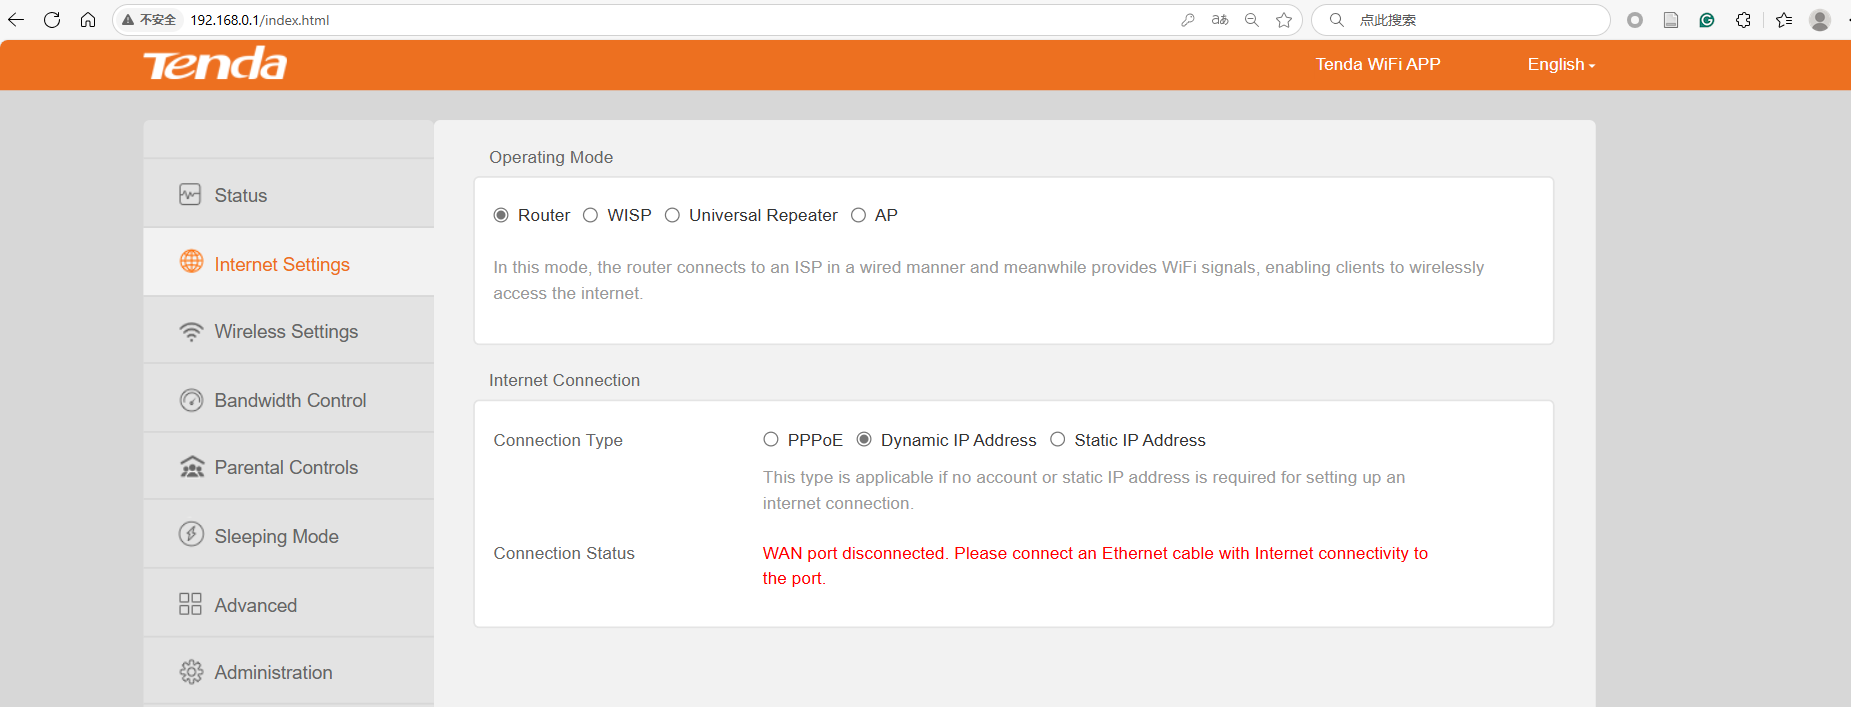 不安全 192.168.0.1/index.html
aあ
点此搜索
Tenda
Tenda WiFi APP
English
Status
Internet Settings
Wireless Settings
Bandwidth Control
Parental Controls
Sleeping Mode
Advanced
Administration
Operating Mode
Router WISP Universal Repeater AP
In this mode, the router connects to an ISP in a wired manner and meanwhile provides WiFi signals, enabling clients to wirelessly
access the internet.
Internet Connection
Connection Type PPPoE Dynamic IP Address Static IP Address
This type is applicable if no account or static IP address is required for setting up an
internet connection.
Connection Status WAN port disconnected. Please connect an Ethernet cable with Internet connectivity to
the port.